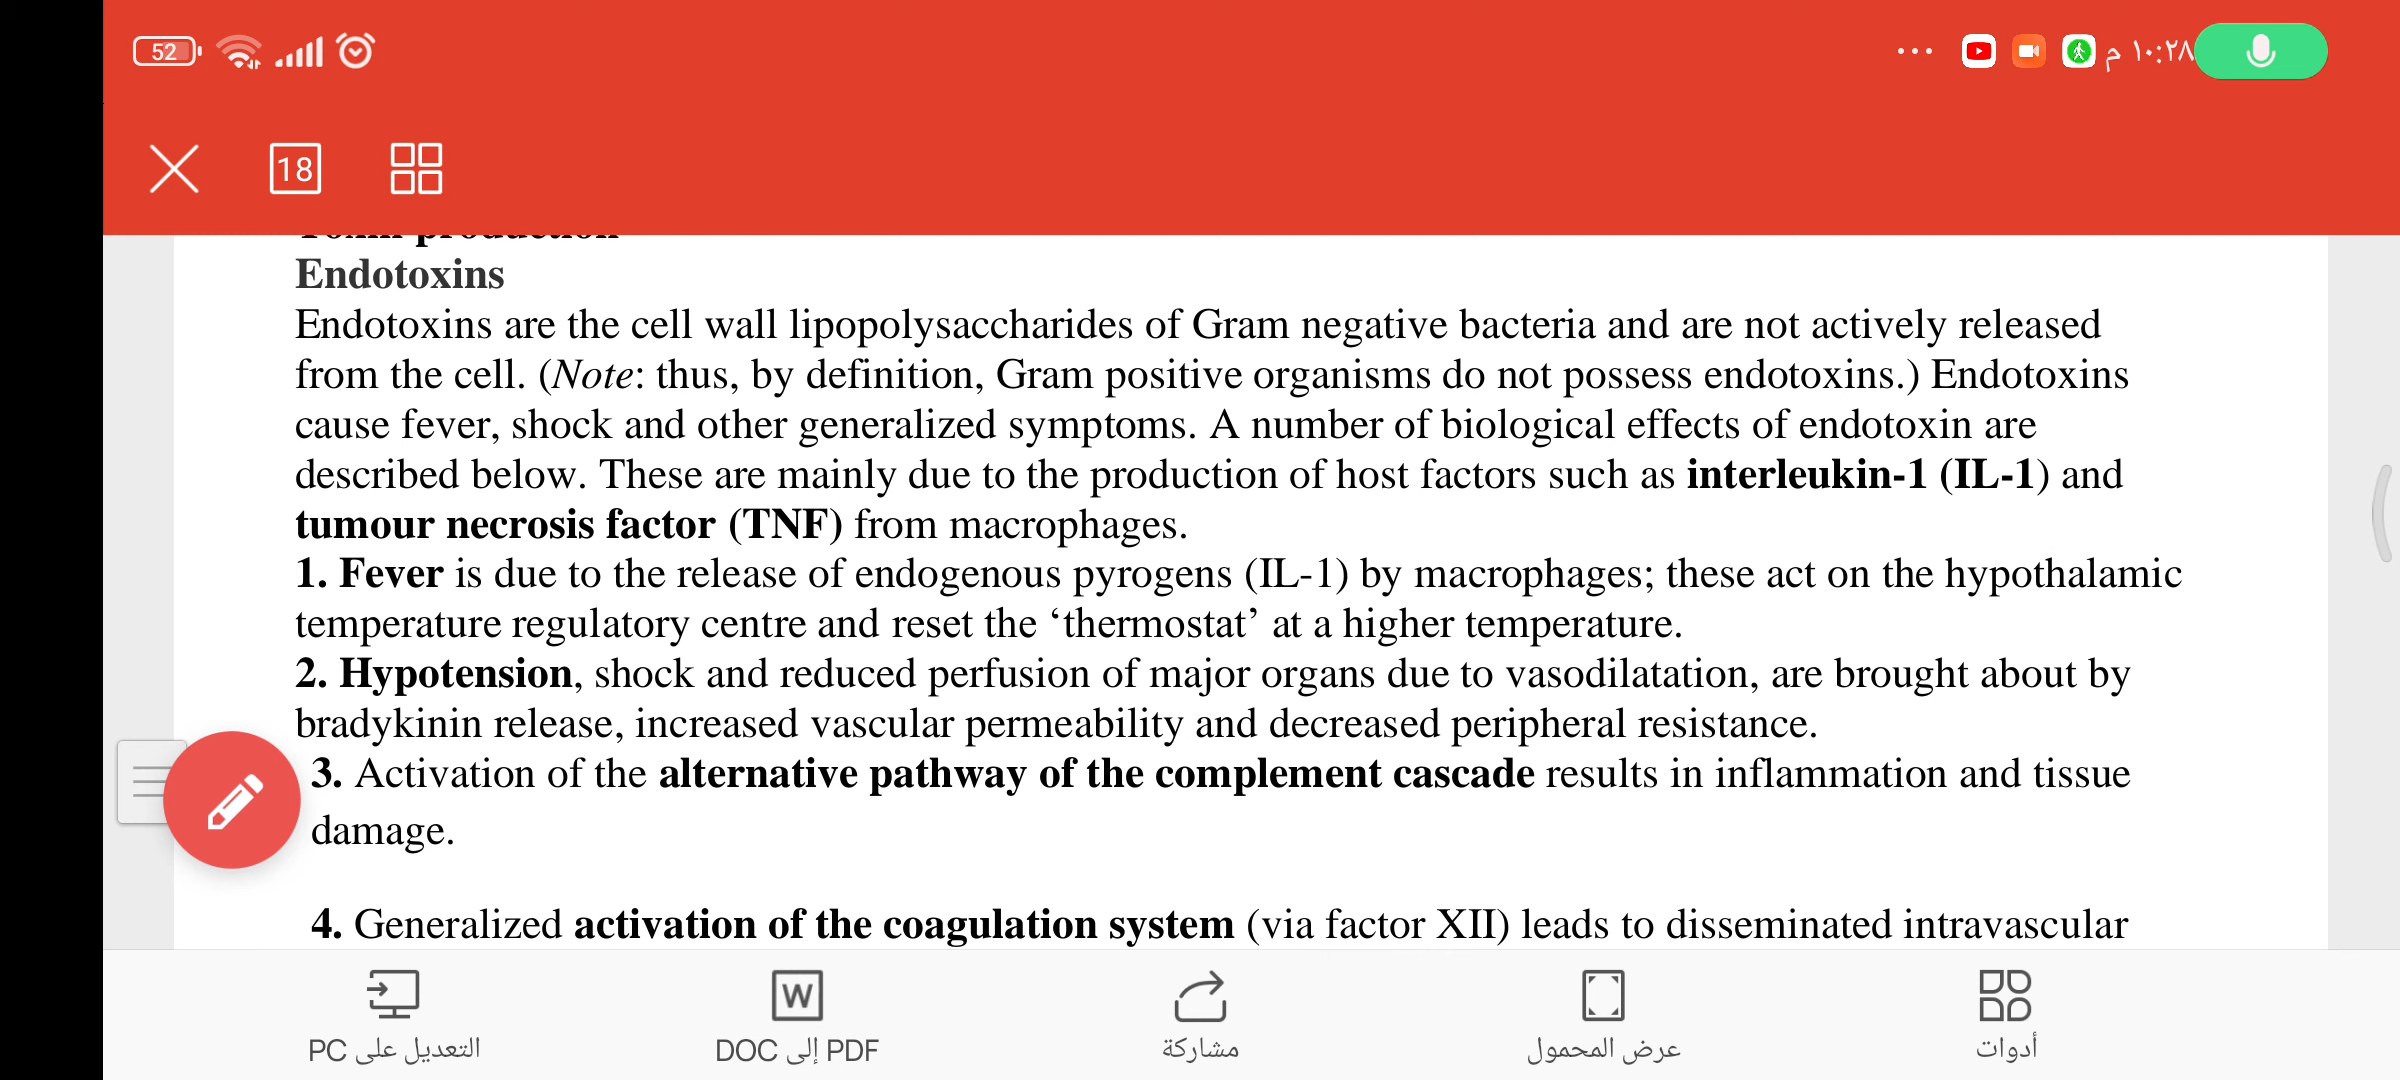 52
١٠:٢٨ م
18
Toxin production
Endotoxins
Endotoxins are the cell wall lipopolysaccharides of Gram negative bacteria and are not actively released
from the cell. (Note: thus, by definition, Gram positive organisms do not possess endotoxins.) Endotoxins
cause fever, shock and other generalized symptoms. A number of biological effects of endotoxin are
described below. These are mainly due to the production of host factors such as interleukin-1 (IL-1) and
tumour necrosis factor (TNF) from macrophages.
1. Fever is due to the release of endogenous pyrogens (IL-1) by macrophages; these act on the hypothalamic
temperature regulatory centre and reset the ‘thermostat’ at a higher temperature.
2. Hypotension, shock and reduced perfusion of major organs due to vasodilatation, are brought about by
bradykinin release, increased vascular permeability and decreased peripheral resistance.
3. Activation of the alternative pathway of the complement cascade results in inflammation and tissue
damage.
4. Generalized activation of the coagulation system (via factor XII) leads to disseminated intravascular
W
التعديل على PC
PDF إلى DOC
مشاركة
عرض المحمول
أدوات